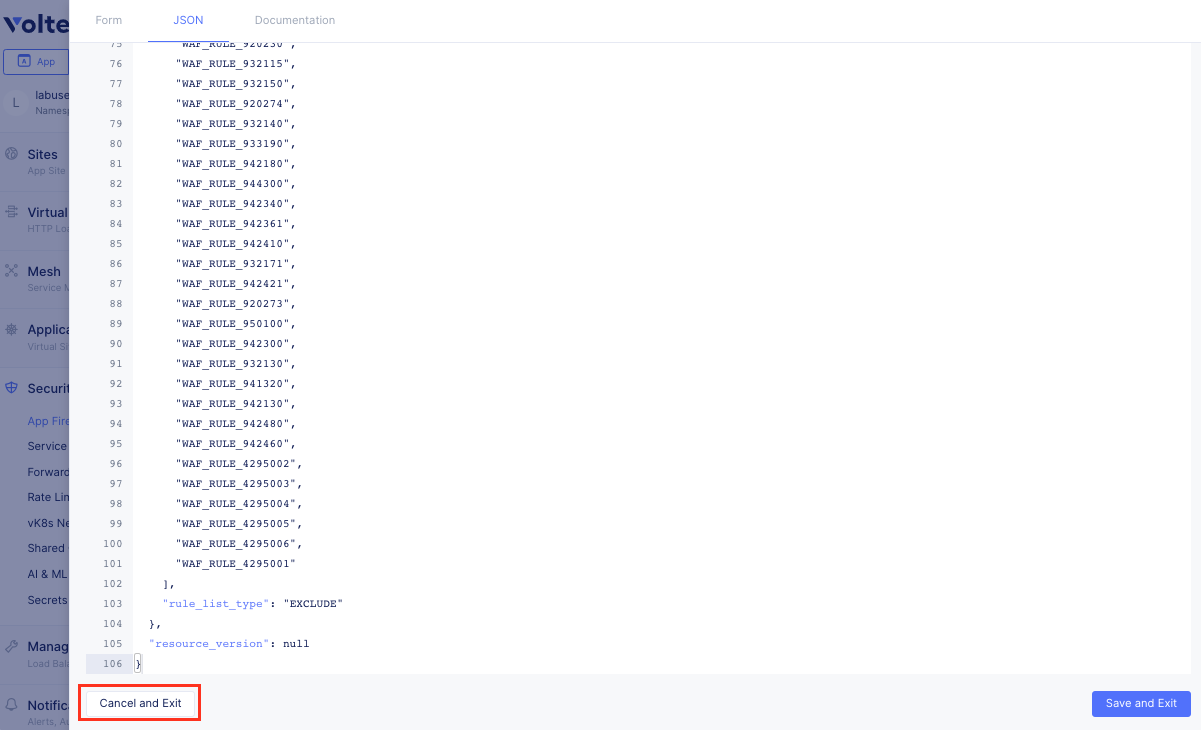 Volte
Form
JSON
Documentation
App
labuse
L
Namesp
Sites
App Site
Virtual
HTTP Loa
Mesh
Service M
Applica
Virtual Si
Securit
App Fire
Service
Forward
Rate Lim
vK8s Ne
Shared
AI & ML
Secrets
Manag
Load Bala
Notifica
Alerts, Au
75 "WAF_RULE_920230",
76 "WAF_RULE_932115",
77 "WAF_RULE_932150",
78 "WAF_RULE_920274",
79 "WAF_RULE_932140",
80 "WAF_RULE_933190",
81 "WAF_RULE_942180",
82 "WAF_RULE_944300",
83 "WAF_RULE_942340",
84 "WAF_RULE_942361",
85 "WAF_RULE_942410",
86 "WAF_RULE_932171",
87 "WAF_RULE_942421",
88 "WAF_RULE_920273",
89 "WAF_RULE_950100",
90 "WAF_RULE_942300",
91 "WAF_RULE_932130",
92 "WAF_RULE_941320",
93 "WAF_RULE_942130",
94 "WAF_RULE_942480",
95 "WAF_RULE_942460",
96 "WAF_RULE_4295002",
97 "WAF_RULE_4295003",
98 "WAF_RULE_4295004",
99 "WAF_RULE_4295005",
100 "WAF_RULE_4295006",
101 "WAF_RULE_4295001"
102 ],
103 "rule_list_type": "EXCLUDE"
104 },
105 "resource_version": null
106 }
Cancel and Exit
Save and Exit